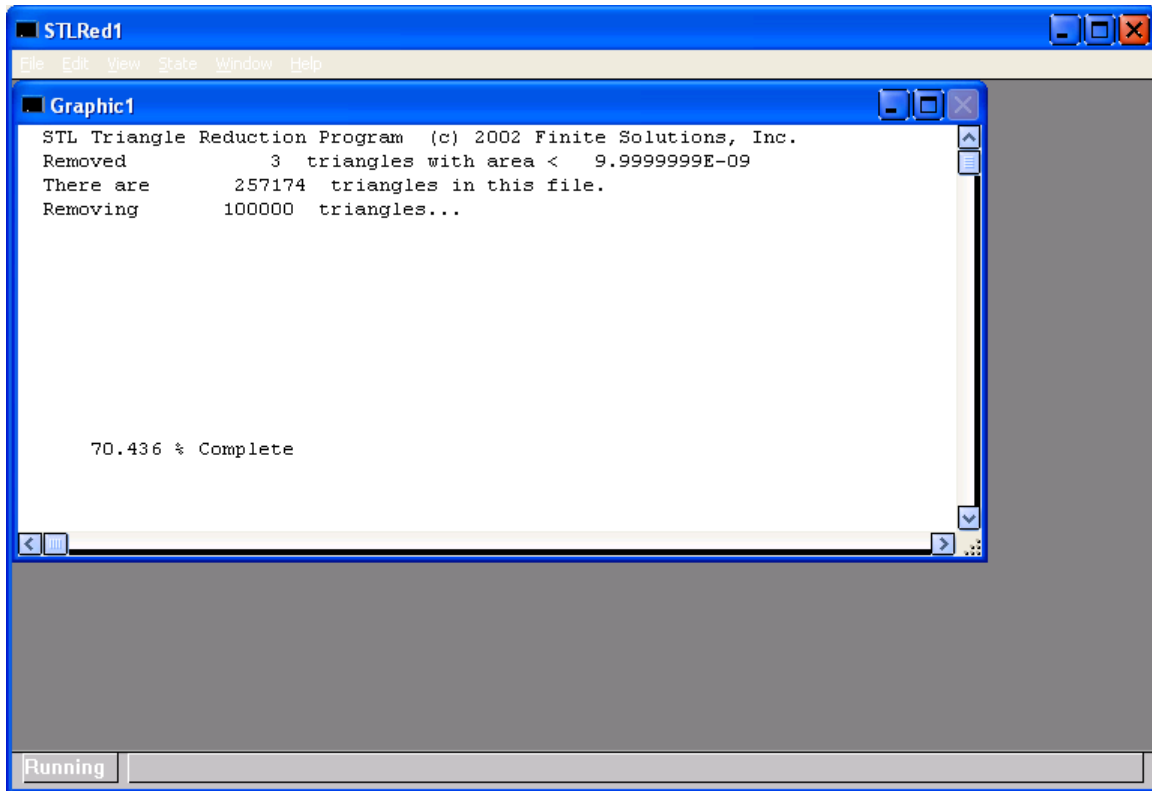 STLRed1
File Edit View State Window Help
Graphic1
STL Triangle Reduction Program (c) 2002 Finite Solutions, Inc.
Removed 3 triangles with area < 9.9999999E-09
There are 257174 triangles in this file.
Removing 100000 triangles...
70.436 % Complete
Running